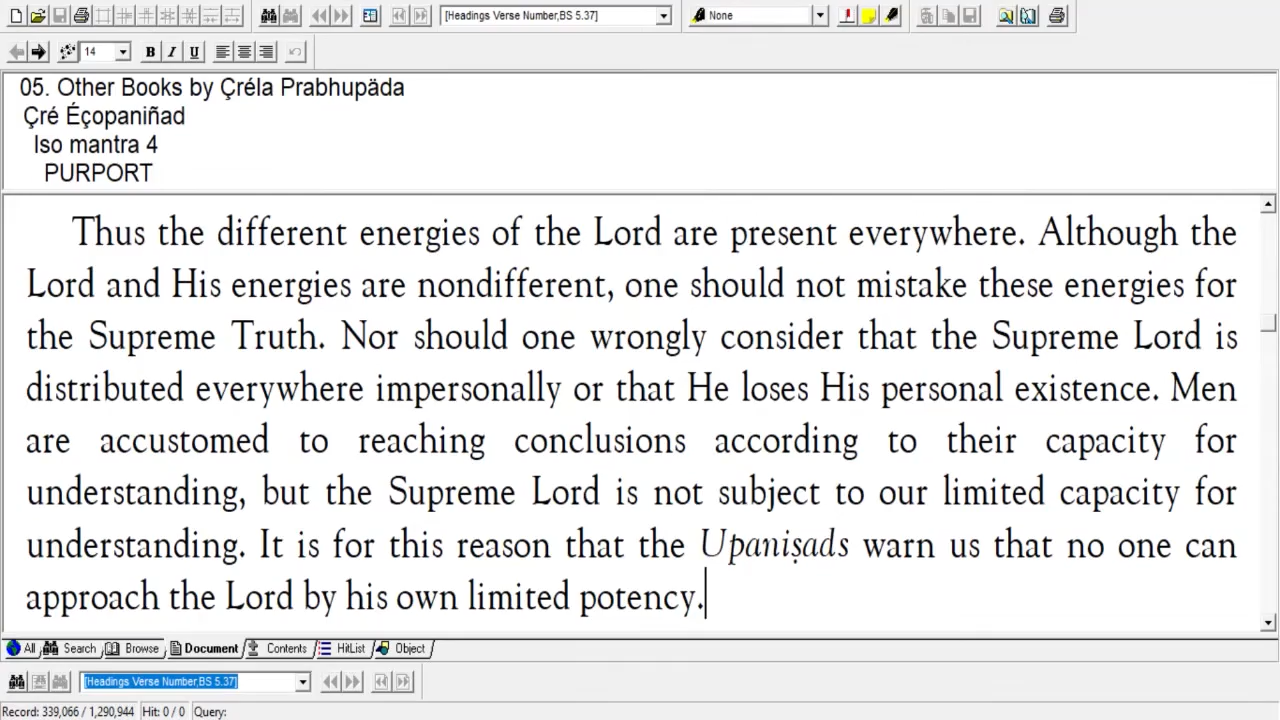 [Headings Verse Number,BS 5.37]
None
14
B I U
05. Other Books by Çréla Prabhupäda
Çré Éçopaniñad
Iso mantra 4
PURPORT
Thus the different energies of the Lord are present everywhere. Although the
Lord and His energies are nondifferent, one should not mistake these energies for
the Supreme Truth. Nor should one wrongly consider that the Supreme Lord is
distributed everywhere impersonally or that He loses His personal existence. Men
are accustomed to reaching conclusions according to their capacity for
understanding, but the Supreme Lord is not subject to our limited capacity for
understanding. It is for this reason that the Upaniṣads warn us that no one can
approach the Lord by his own limited potency.
All Search Browse Document Contents HitList Object
[Headings Verse Number,BS 5.37]
Record: 339,066 / 1,290,944 Hit: 0 / 0 Query: